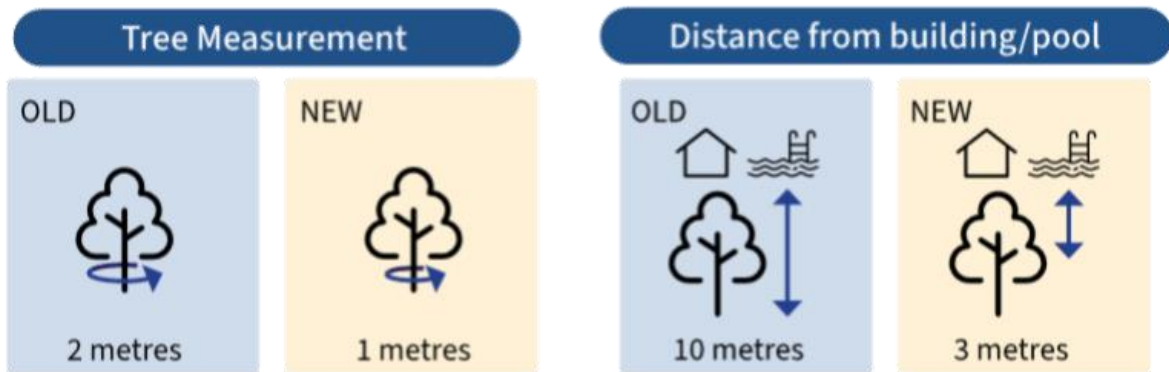 Tree Measurement
OLD
2 metres
NEW
1 metres
Distance from building/pool
OLD
10 metres
NEW
3 metres